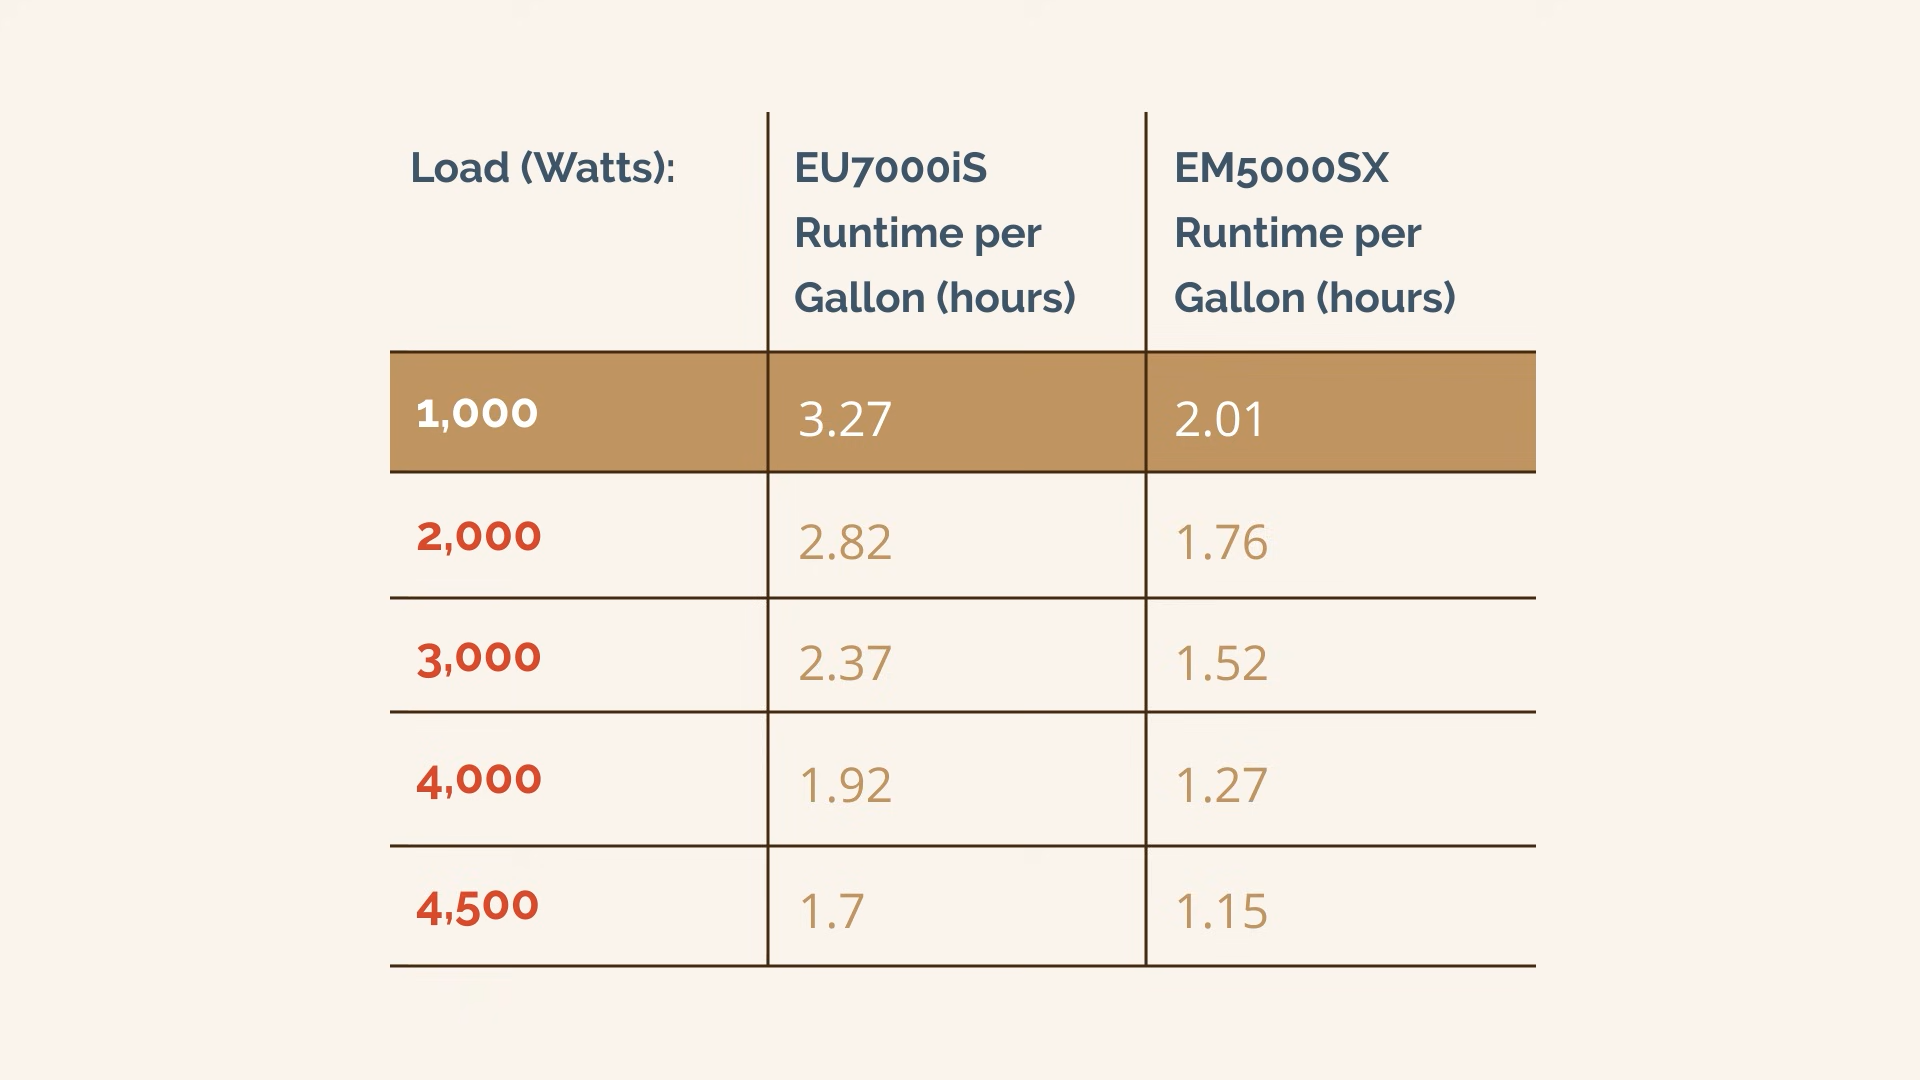 Load (Watts):
EU7000iS
Runtime per
Gallon (hours)
EM5000SX
Runtime per
Gallon (hours)
1,000 3.27 2.01
2,000 2.82 1.76
3,000 2.37 1.52
4,000 1.92 1.27
4,500 1.7 1.15